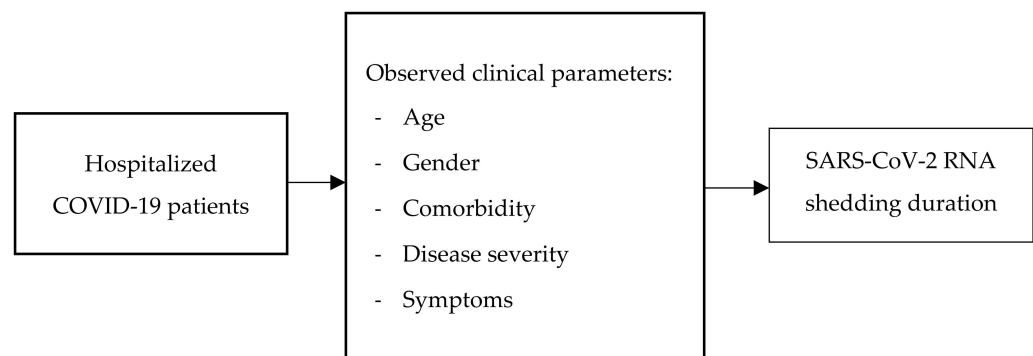 Hospitalized
COVID-19 patients
Observed clinical parameters:
- Age
- Gender
- Comorbidity
- Disease severity
- Symptoms
SARS-CoV-2 RNA
shedding duration